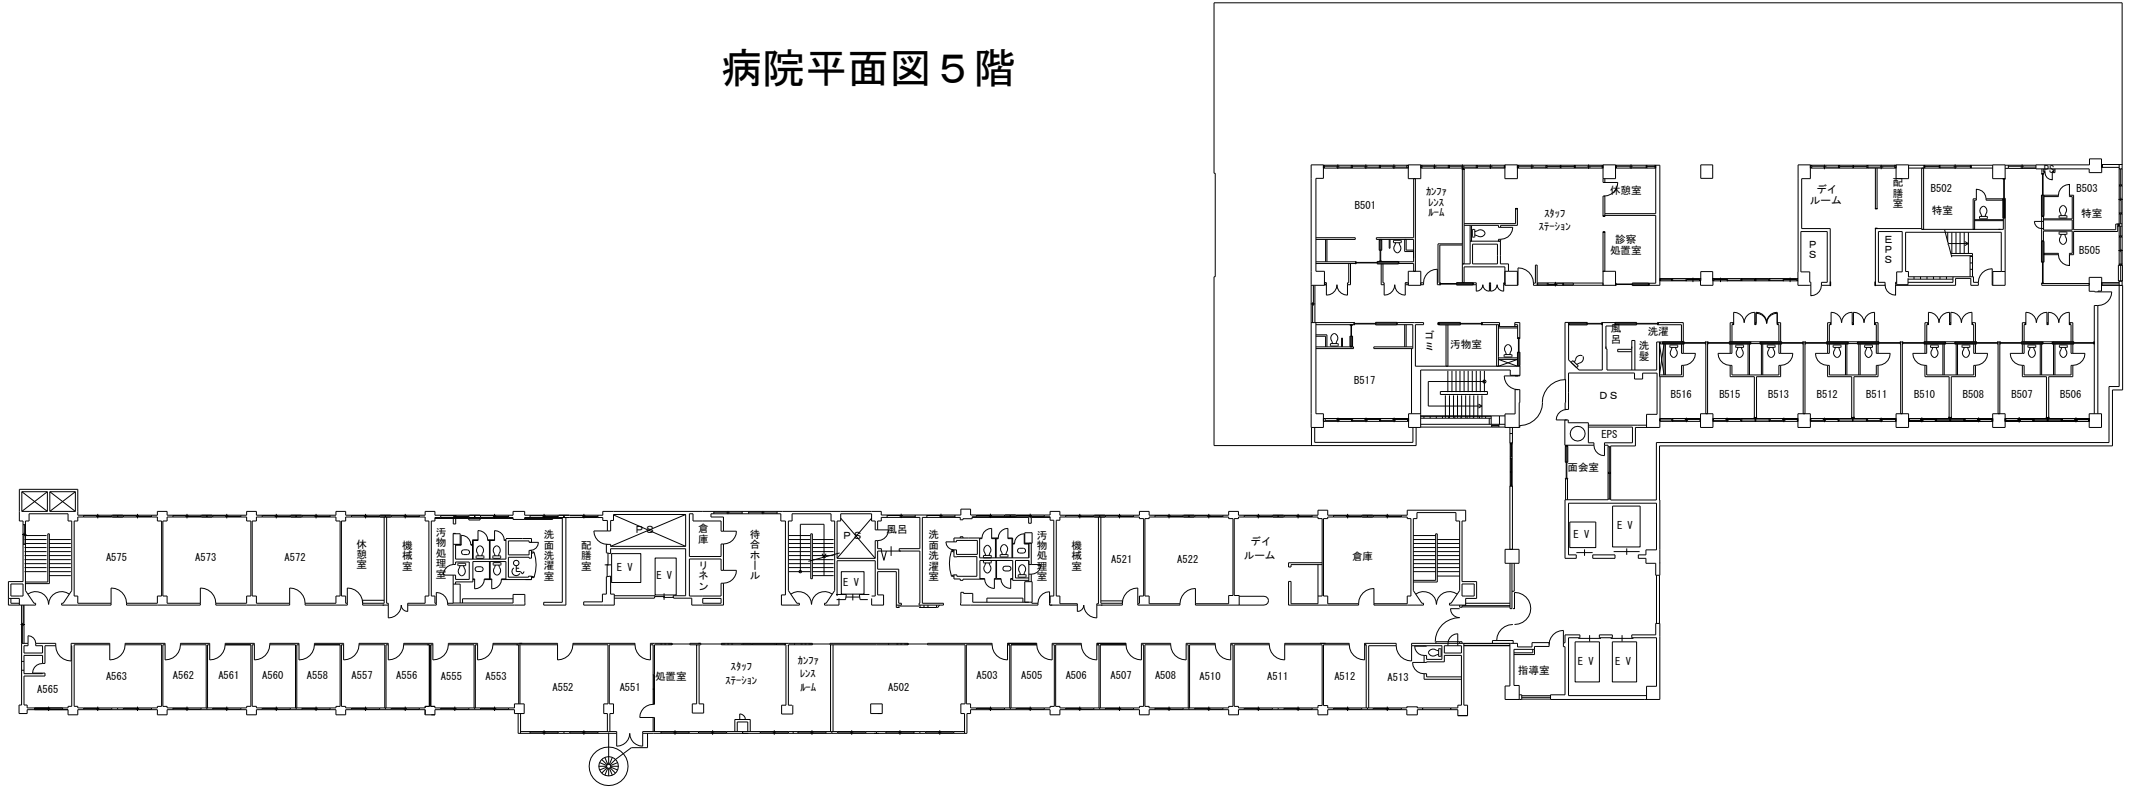 病院平面図５階
B501
カンファ
レンス
ルーム
スタッフ
ステーション
休憩室
診察
処置室
デイ
ルーム
配膳室
B502
特室
PS
B503
特室
B505
PS
EPS
B517
ゴミ
汚物室
風呂
洗濯
洗髪
DS
EPS
面会室
B516
B515
B513
B512
B511
B510
B508
B507
B506
EV
EV
A575
A573
A572
休憩室
機械室
汚物処理室
洗面洗濯室
配膳室
PS
EV
EV
倉庫
リネン
待合ホール
PS
EV
風呂
洗面洗濯室
汚物処理室
機械室
A521
A522
デイ
ルーム
倉庫
A565
A563
A562
A561
A560
A558
A557
A556
A555
A553
A552
A551
処置室
スタッフ
ステーション
カンファ
レンス
ルーム
A502
A503
A505
A506
A507
A508
A510
A511
A512
A513
指導室
EV
EV